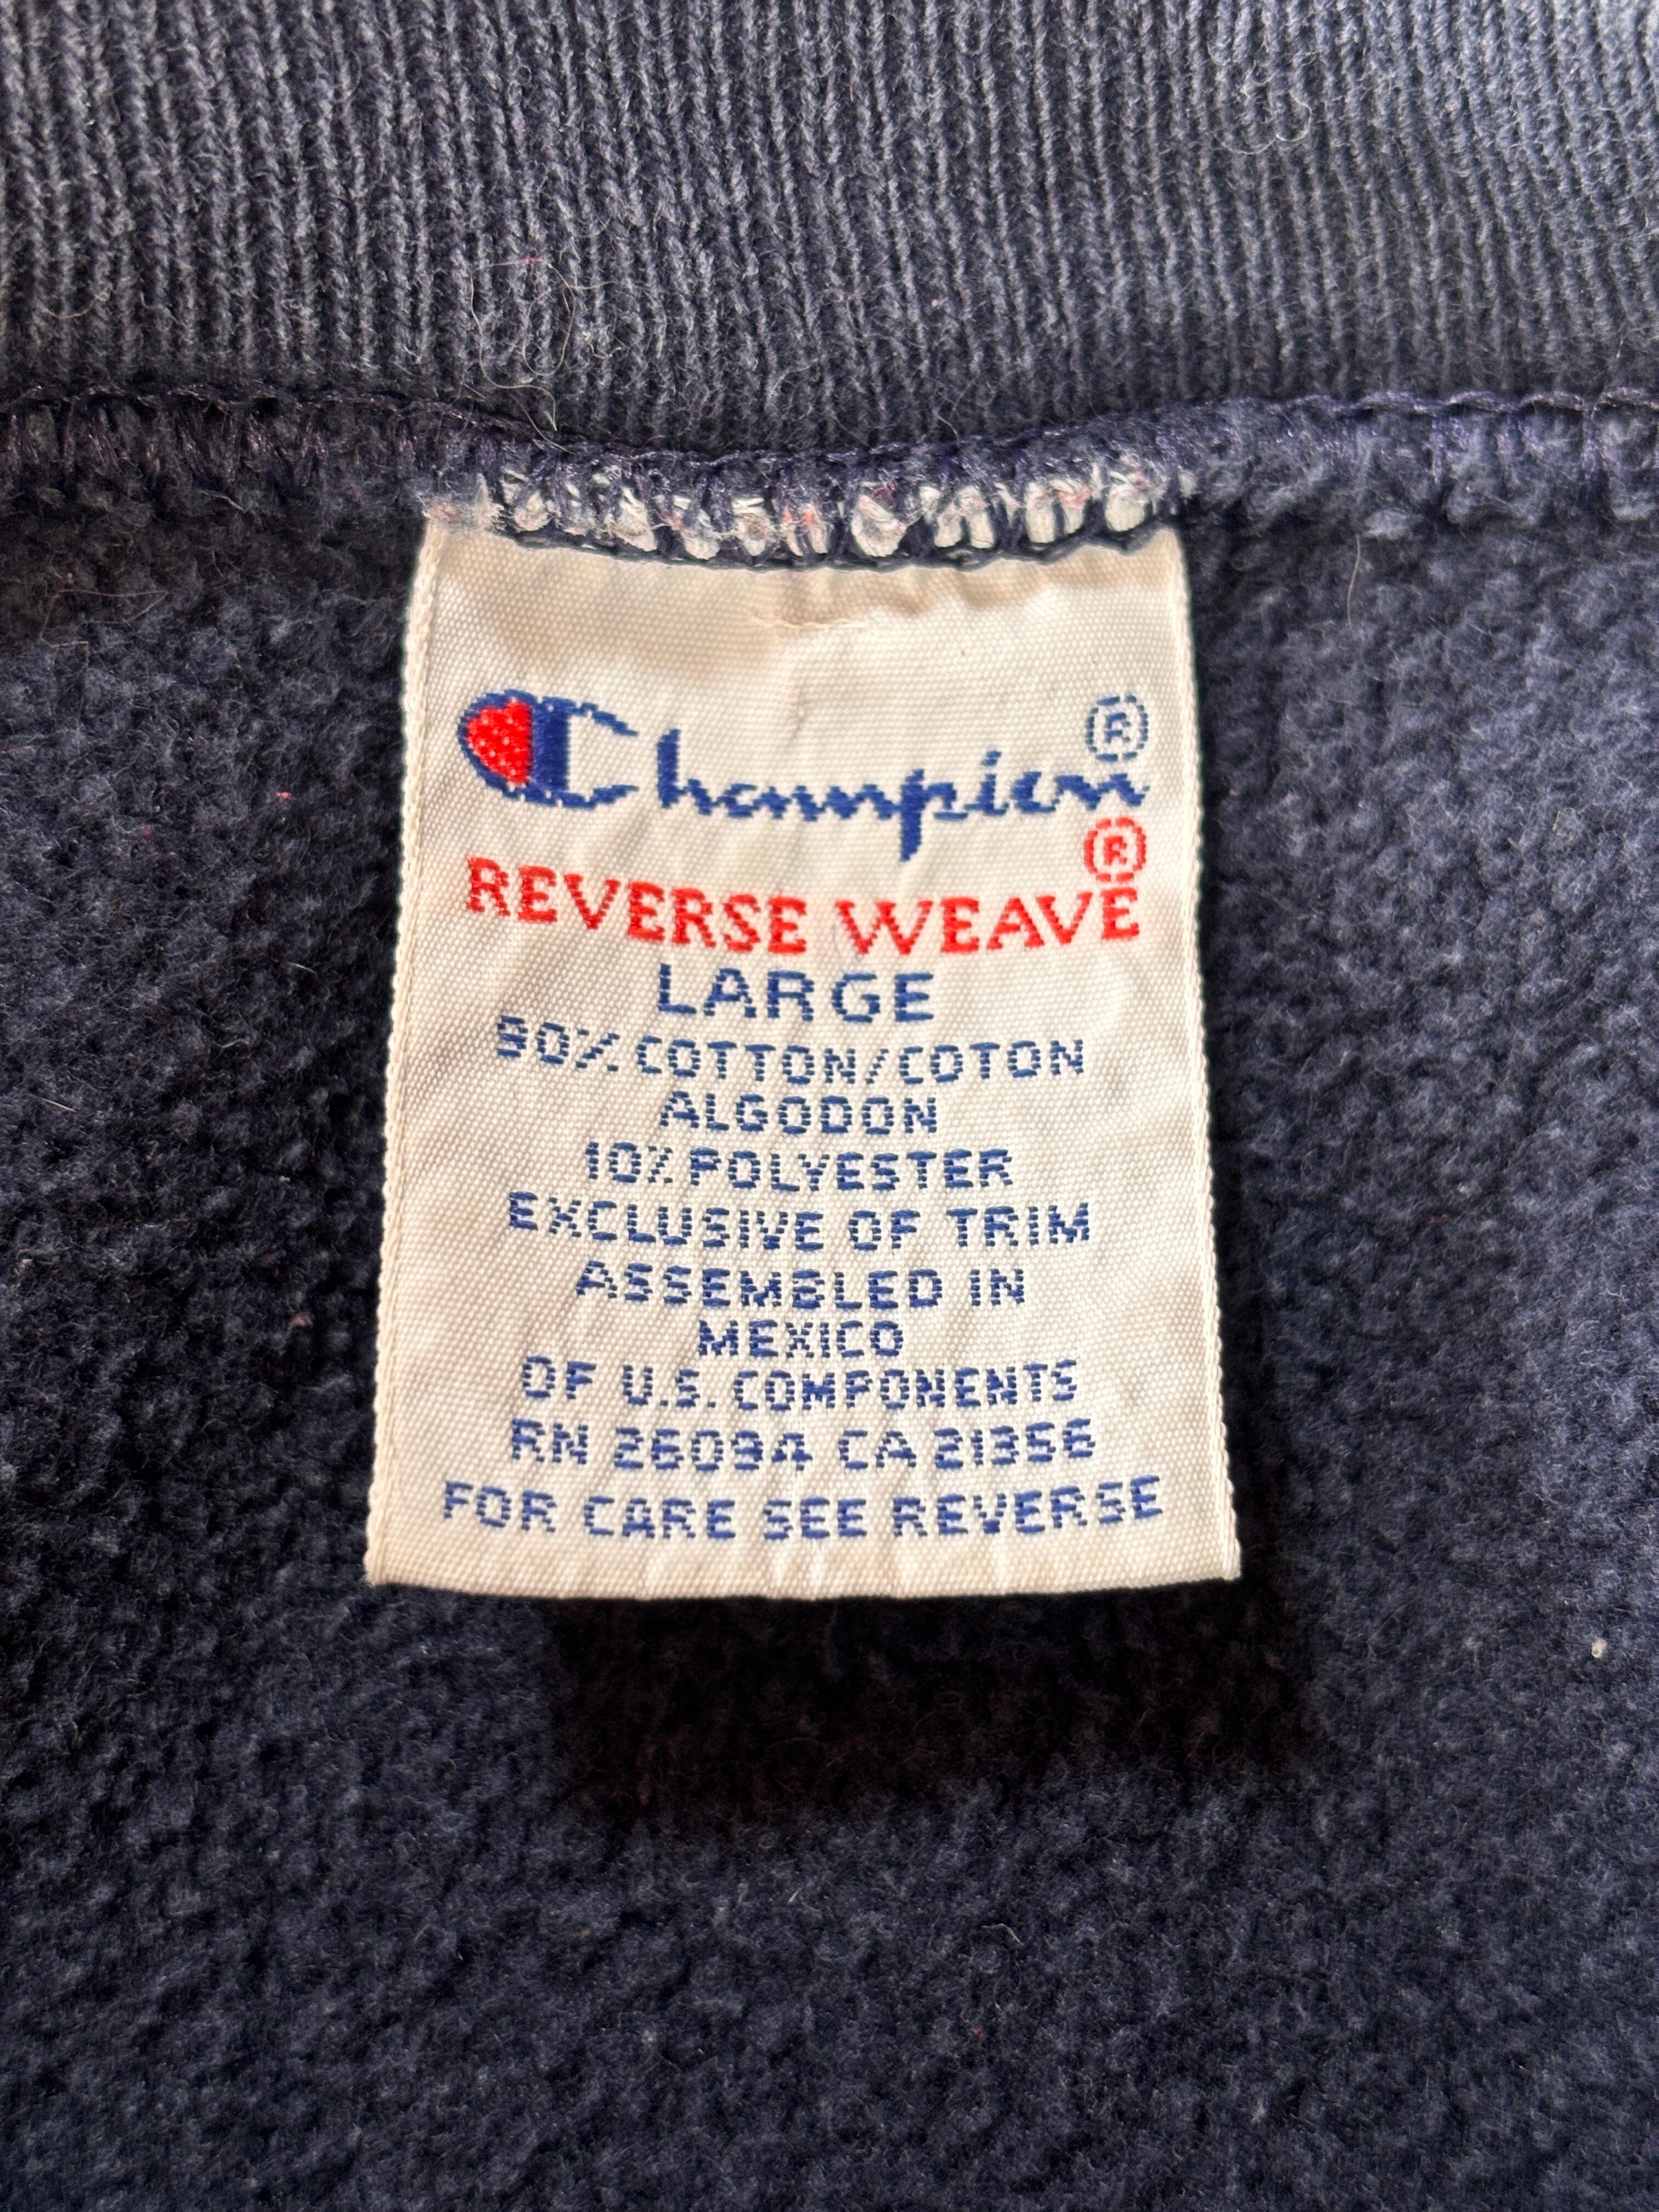 Champion®
REVERSE WEAVE®
LARGE
90% COTTON/COTON
ALGODON
10% POLYESTER
EXCLUSIVE OF TRIM
ASSEMBLED IN
MEXICO
OF U.S. COMPONENTS
RN 26094 CA 21356
FOR CARE SEE REVERSE